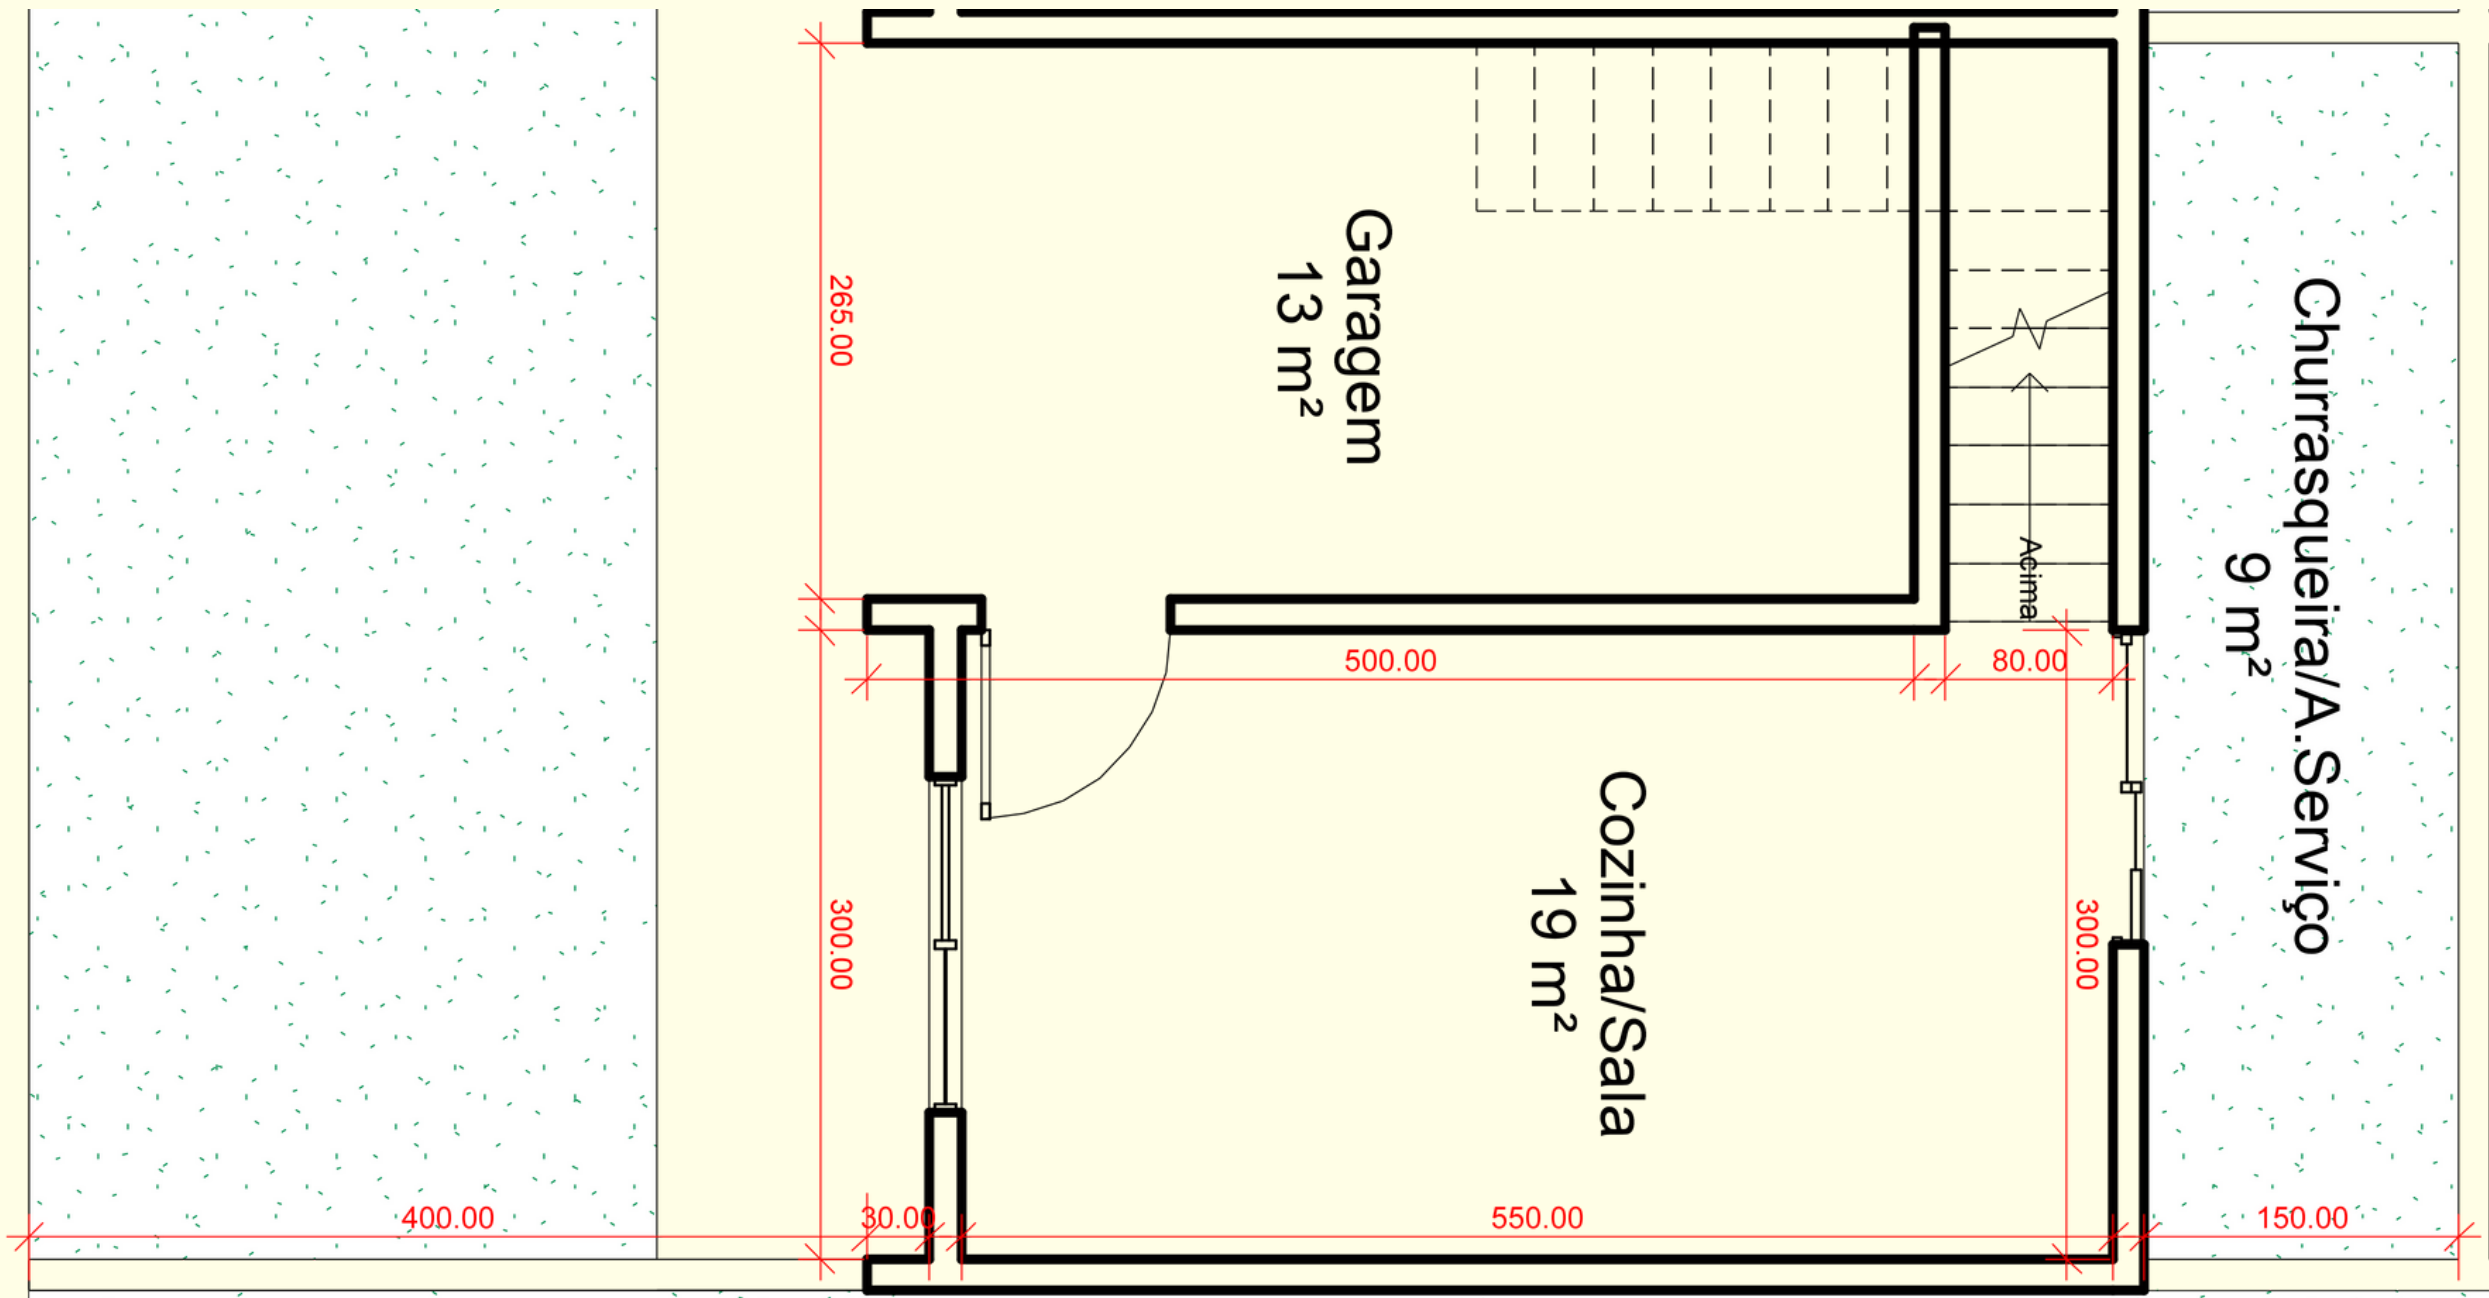 Garagem
13 m²
265.00
Acima
Churrasqueira/A.Serviço
9 m²
500.00
80.00
Cozinha/Sala
19 m²
300.00
300.00
400.00
30.00
550.00
150.00